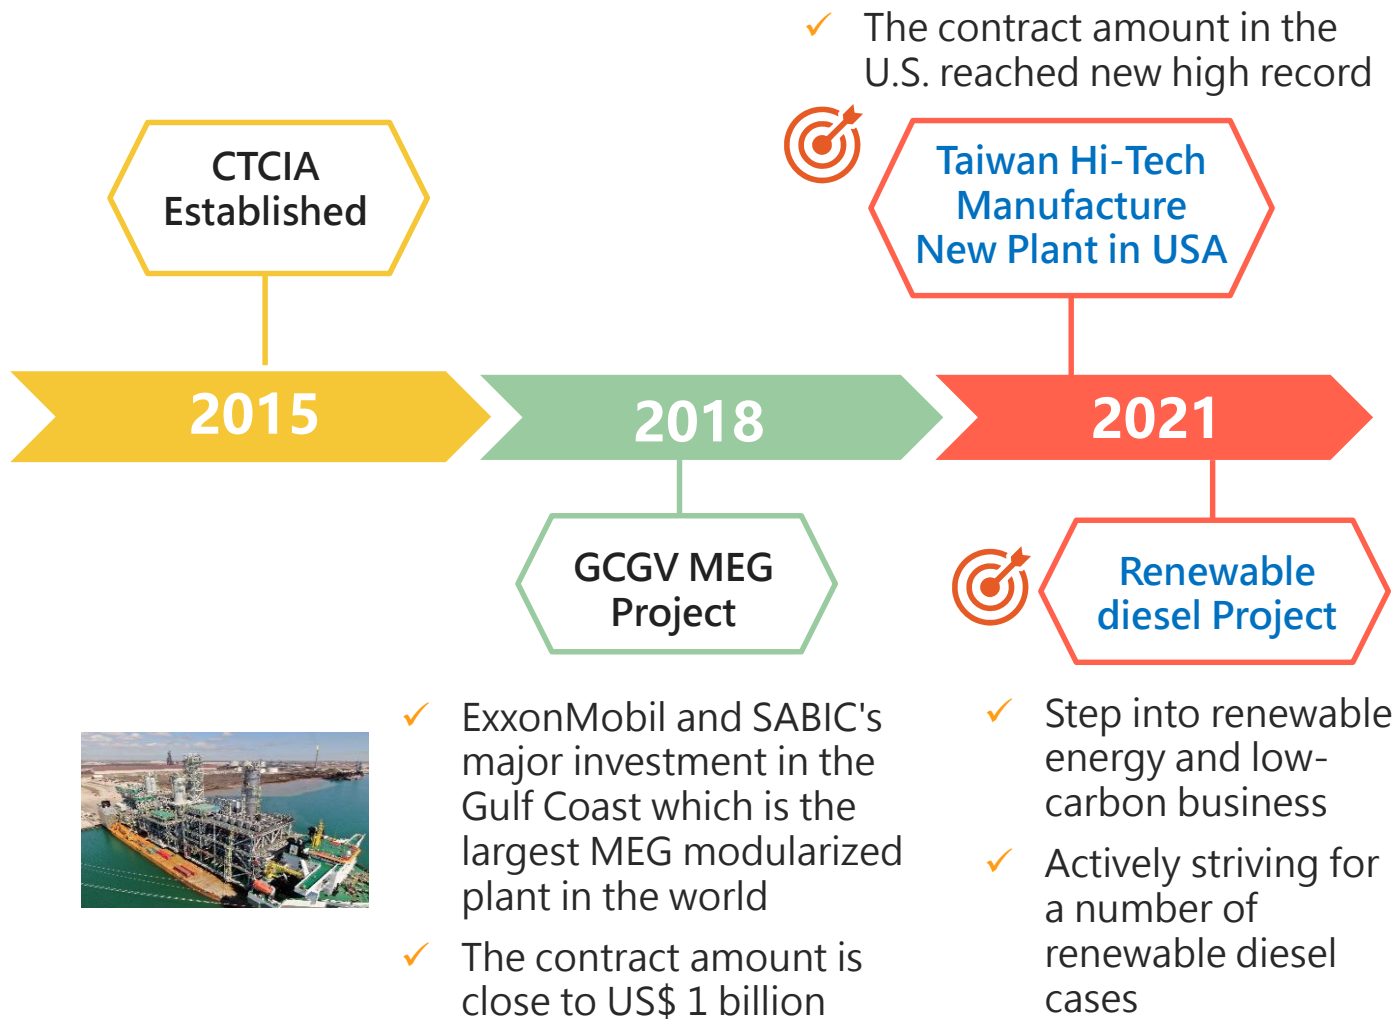 ✓ The contract amount in the
U.S. reached new high record
CTCIA
Established
Taiwan Hi-Tech
Manufacture
New Plant in USA
2015
2018
2021
GCGV MEG
Project
Renewable
diesel Project
✓ ExxonMobil and SABIC's
major investment in the
Gulf Coast which is the
largest MEG modularized
plant in the world
✓ The contract amount is
close to US$ 1 billion
✓ Step into renewable
energy and low-
carbon business
✓ Actively striving for
a number of
renewable diesel
cases